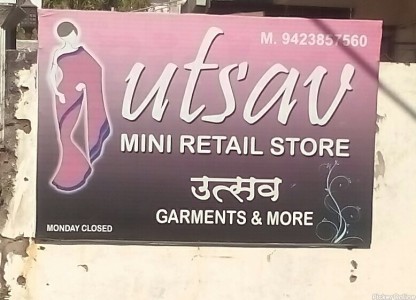 M. 9423857560
utsav
MINI RETAIL STORE
उत्सव
GARMENTS & MORE
MONDAY CLOSED